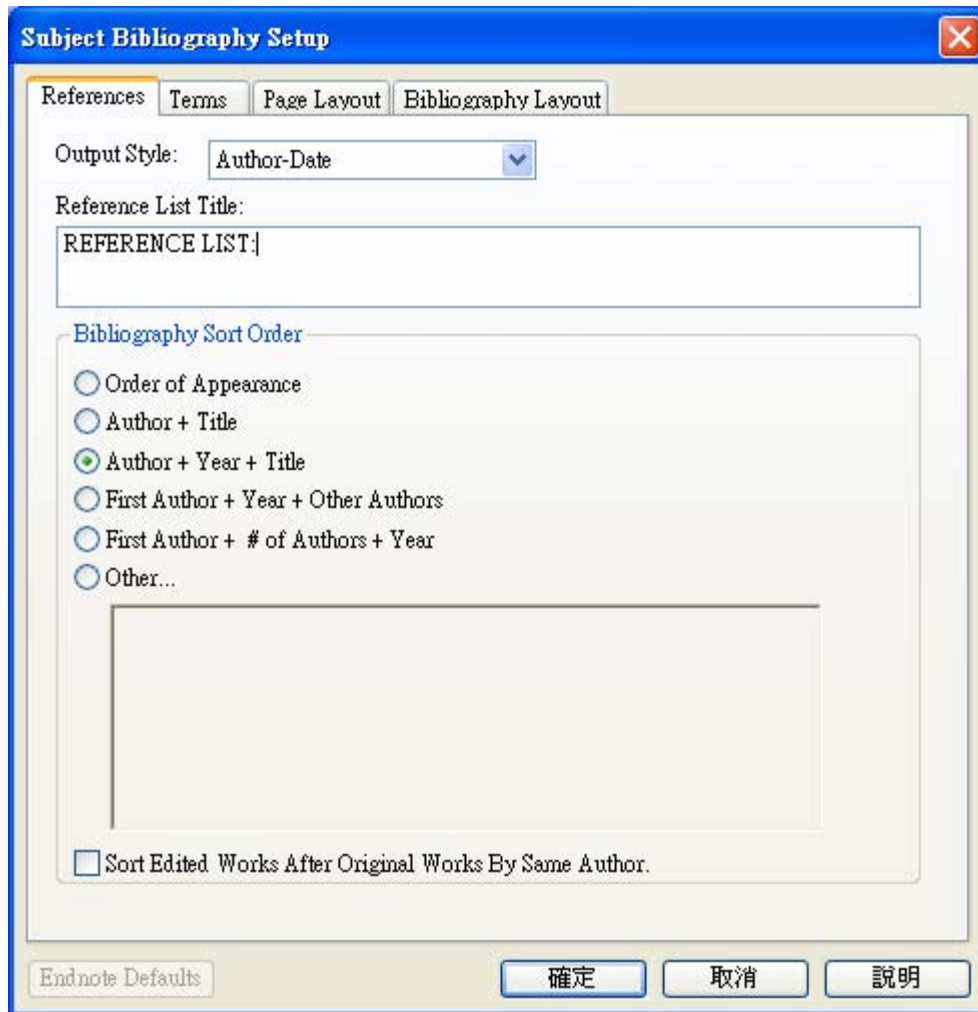 Subject Bibliography Setup
References Terms Page Layout Bibliography Layout
Output Style: Author-Date
Reference List Title:
REFERENCE LIST:
Bibliography Sort Order
Order of Appearance
Author + Title
Author + Year + Title
First Author + Year + Other Authors
First Author + # of Authors + Year
Other...
Sort Edited Works After Original Works By Same Author.
Endnote Defaults 確定 取消 說明